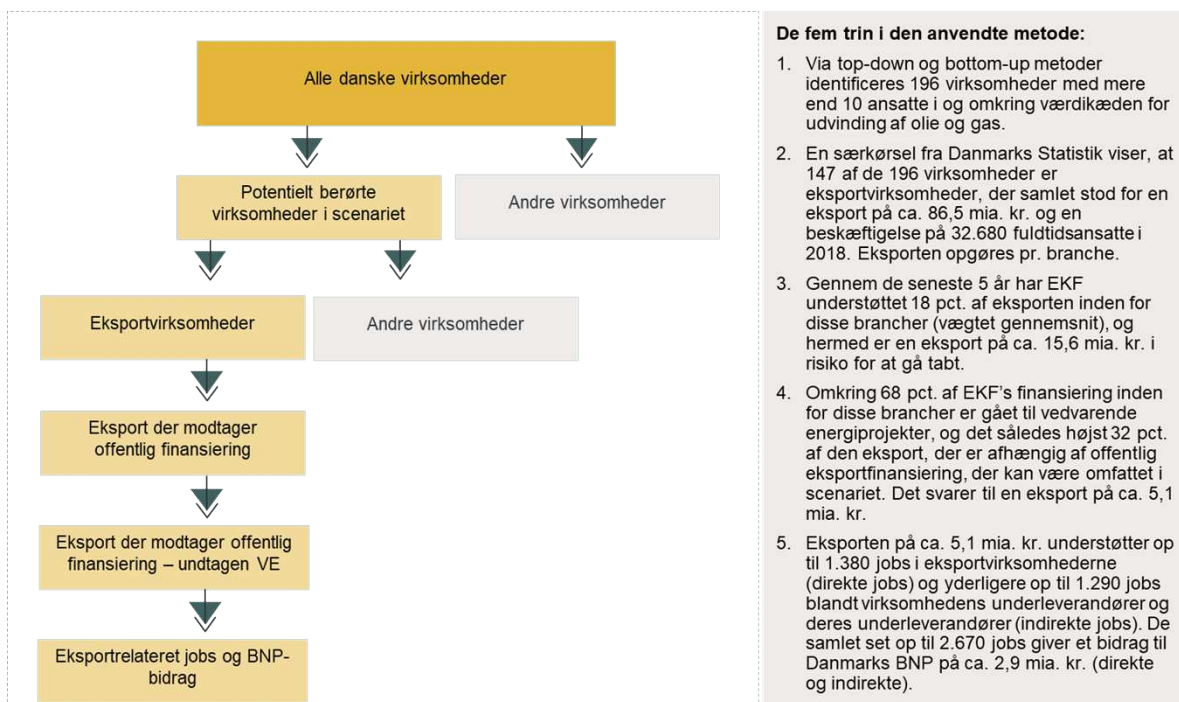 Alle danske virksomheder
Potentielt berørte
virksomheder i scenariet
Andre virksomheder
Eksportvirksomheder
Andre virksomheder
Eksport der modtager
offentlig finansiering
Eksport der modtager offentlig
finansiering – undtagen VE
Eksportrelateret jobs og BNP-
bidrag
De fem trin i den anvendte metode:
1. Via top-down og bottom-up metoder
identificeres 196 virksomheder med mere
end 10 ansatte i og omkring værdikæden for
udvinding af olie og gas.
2. En særkørsel fra Danmarks Statistik viser, at
147 af de 196 virksomheder er
eksportvirksomheder, der samlet stod for en
eksport på ca. 86,5 mia. kr. og en
beskæftigelse på 32.680 fuldtidsansatte i
2018. Eksporten opgøres pr. branche.
3. Gennem de seneste 5 år har EKF
understøttet 18 pct. af eksporten inden for
disse brancher (vægtet gennemsnit), og
hermed er en eksport på ca. 15,6 mia. kr. i
risiko for at gå tabt.
4. Omkring 68 pct. af EKF's finansiering inden
for disse brancher er gået til vedvarende
energiprojekter, og det således højst 32 pct.
af den eksport, der er afhængig af offentlig
eksportfinansiering, der kan være omfattet i
scenariet. Det svarer til en eksport på ca. 5,1
mia. kr.
5. Eksporten på ca. 5,1 mia. kr. understøtter op
til 1.380 jobs i eksportvirksomhederne
(direkte jobs) og yderligere op til 1.290 jobs
blandt virksomhedens underleverandører og
deres underleverandører (indirekte jobs). De
samlet set op til 2.670 jobs giver et bidrag til
Danmarks BNP på ca. 2,9 mia. kr. (direkte
og indirekte).